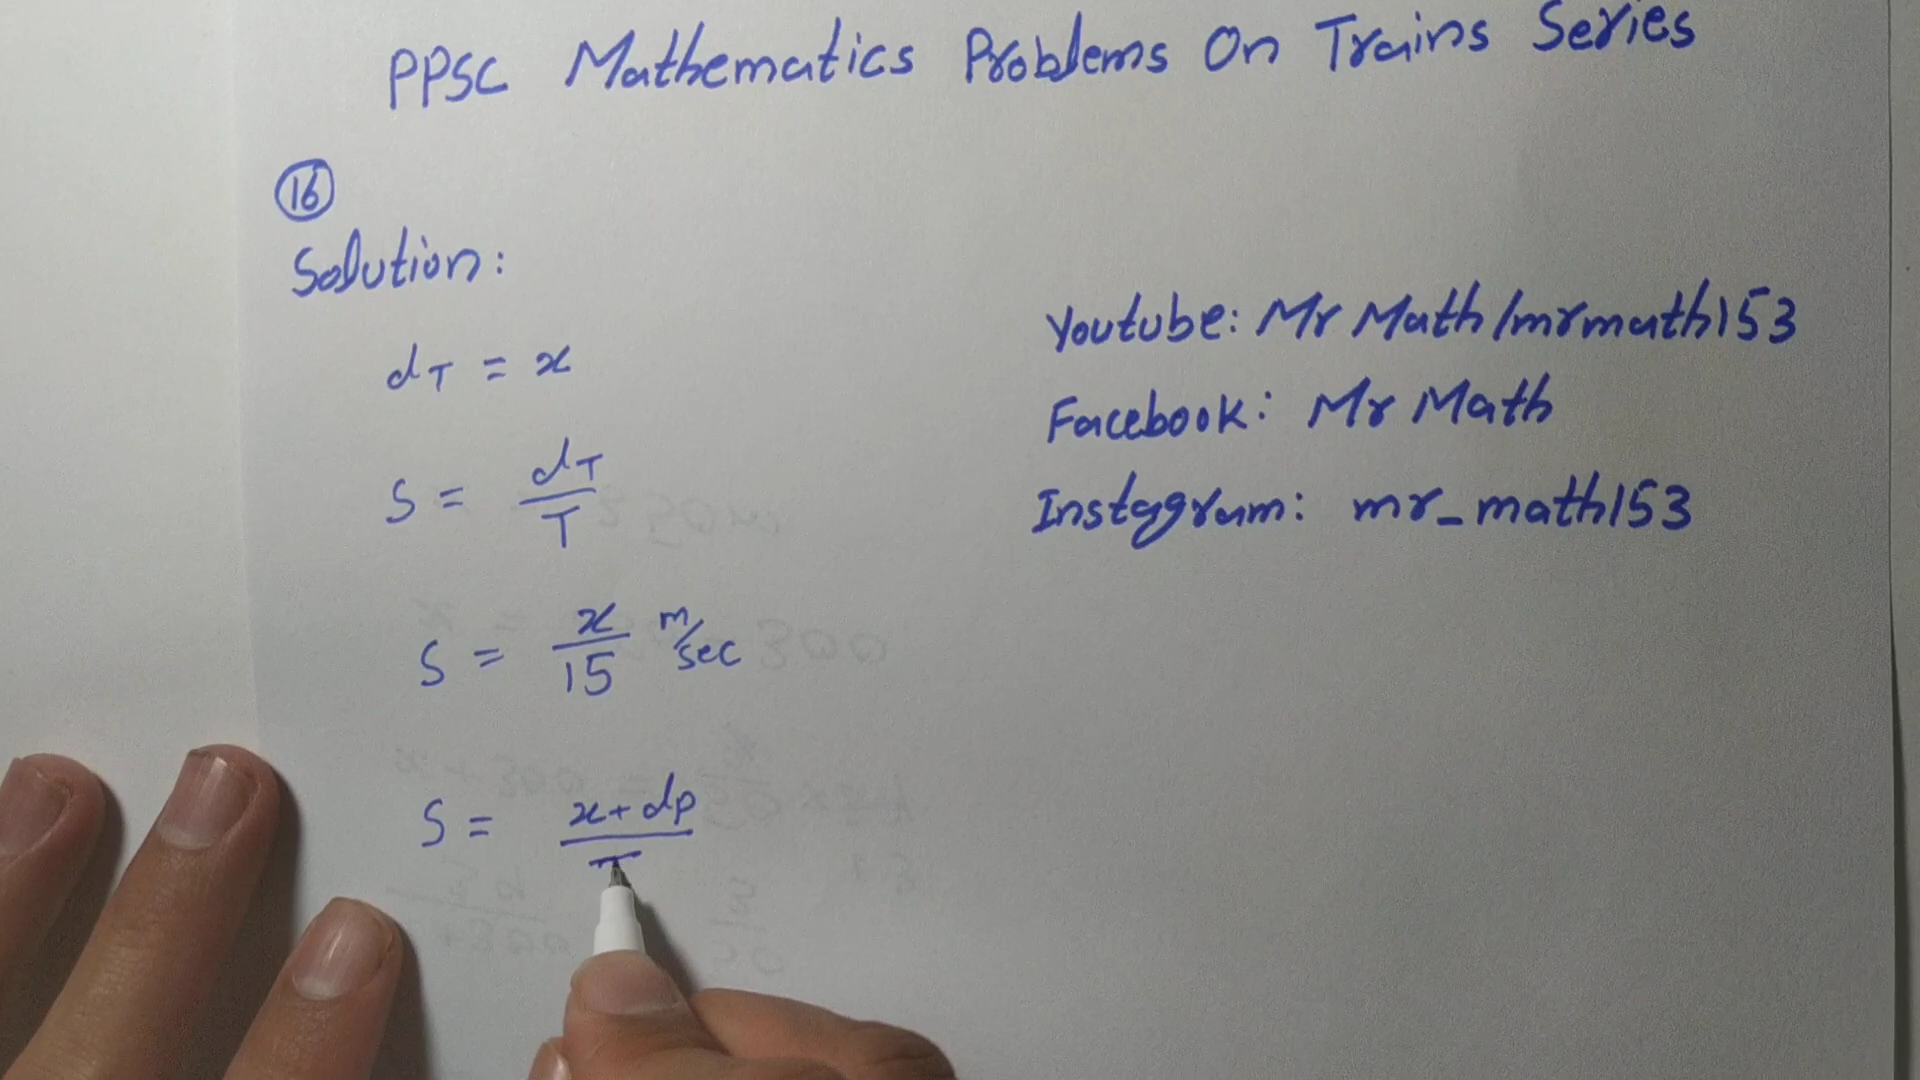 PPSC Mathematics Problems On Trains Series
16
Solution:
dT = x
S = dT/T
S = x/15 m/sec
S = x+dp/T
Youtube: Mr Math/mrmath153
Facebook: Mr Math
Instagram: mr_math153